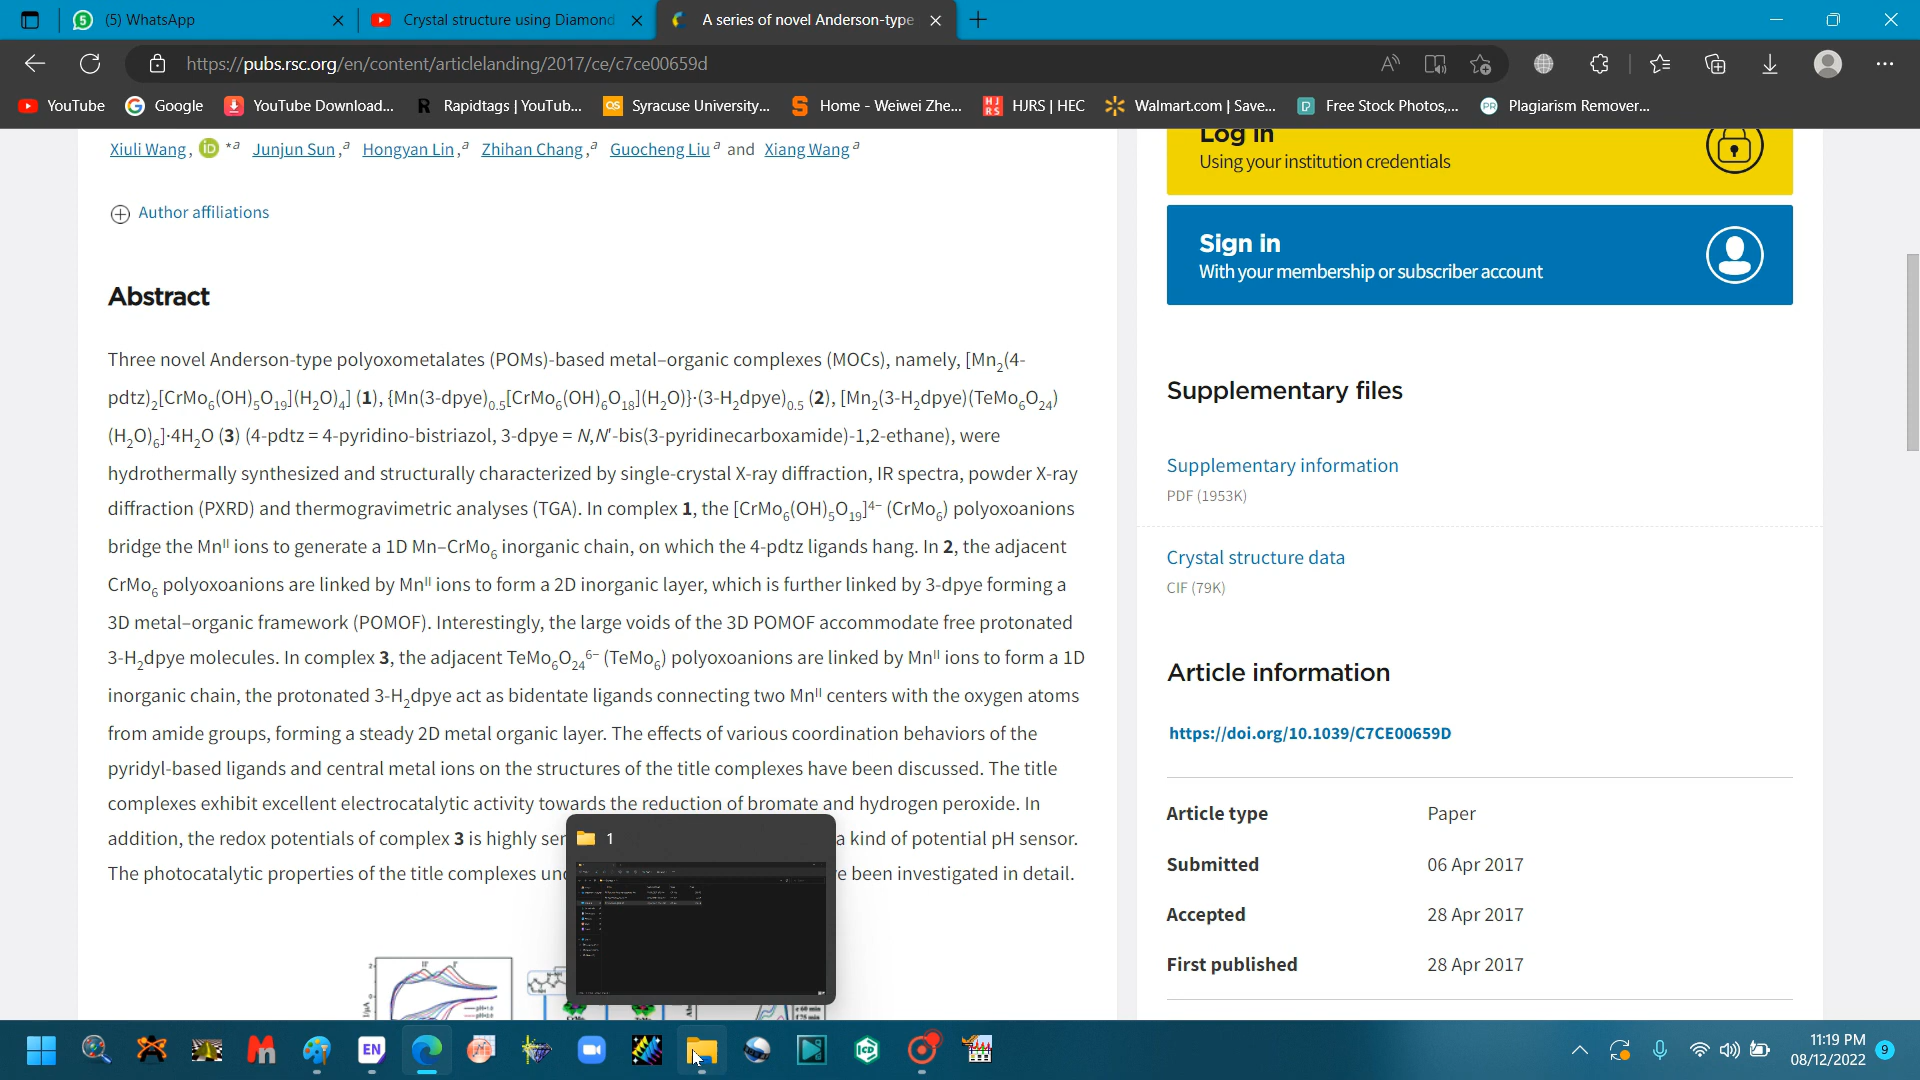 (5) WhatsApp
Crystal structure using Diamond
A series of novel Anderson-type
https://pubs.rsc.org/en/content/articlelanding/2017/ce/c7ce00659d
YouTube
Google
YouTube Download...
Rapidtags | YouTub...
Syracuse University...
Home - Weiwei Zhe...
HJRS | HEC
Walmart.com | Save...
Free Stock Photos,...
Plagiarism Remover...
Xiuli Wang, iD *a Junjun Sun,a Hongyan Lin,a Zhihan Chang,a Guocheng Liu a and Xiang Wang a
Author affiliations
Abstract
Three novel Anderson-type polyoxometalates (POMs)-based metal–organic complexes (MOCs), namely, [Mn₂(4-
pdtz)₂[CrMo₆(OH)₅O₁₉](H₂O)₄] (1), {Mn(3-dpye)₀.₅[CrMo₆(OH)₆O₁₈](H₂O)}·(3-H₂dpye)₀.₅ (2), [Mn₂(3-H₂dpye)(TeMo₆O₂₄)
(H₂O)₆]·4H₂O (3) (4-pdtz = 4-pyridino-bistriazol, 3-dpye = N,N′-bis(3-pyridinecarboxamide)-1,2-ethane), were
hydrothermally synthesized and structurally characterized by single-crystal X-ray diffraction, IR spectra, powder X-ray
diffraction (PXRD) and thermogravimetric analyses (TGA). In complex 1, the [CrMo₆(OH)₅O₁₉]⁴⁻ (CrMo₆) polyoxoanions
bridge the Mnᴵᴵ ions to generate a 1D Mn–CrMo₆ inorganic chain, on which the 4-pdtz ligands hang. In 2, the adjacent
CrMo₆ polyoxoanions are linked by Mnᴵᴵ ions to form a 2D inorganic layer, which is further linked by 3-dpye forming a
3D metal–organic framework (POMOF). Interestingly, the large voids of the 3D POMOF accommodate free protonated
3-H₂dpye molecules. In complex 3, the adjacent TeMo₆O₂₄⁶⁻ (TeMo₆) polyoxoanions are linked by Mnᴵᴵ ions to form a 1D
inorganic chain, the protonated 3-H₂dpye act as bidentate ligands connecting two Mnᴵᴵ centers with the oxygen atoms
from amide groups, forming a steady 2D metal organic layer. The effects of various coordination behaviors of the
pyridyl-based ligands and central metal ions on the structures of the title complexes have been discussed. The title
complexes exhibit excellent electrocatalytic activity towards the reduction of bromate and hydrogen peroxide. In
addition, the redox potentials of complex 3 is highly a kind of potential pH sensor.
The photocatalytic properties of the title complexes been investigated in detail.
1
Log in
Using your institution credentials
Sign in
With your membership or subscriber account
Supplementary files
Supplementary information
PDF (1953K)
Crystal structure data
CIF (79K)
Article information
https://doi.org/10.1039/C7CE00659D
Article type Paper
Submitted 06 Apr 2017
Accepted 28 Apr 2017
First published 28 Apr 2017
EN
11:19 PM
08/12/2022
9